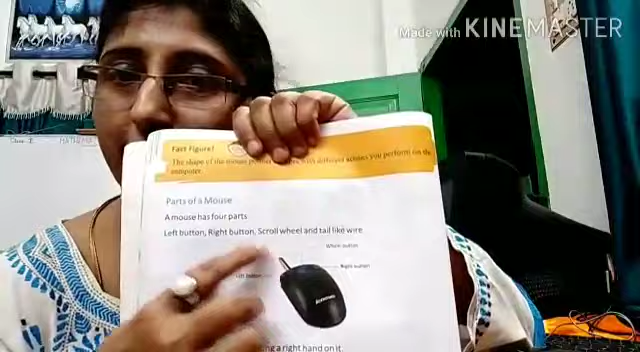 Made with KINEMASTER
Fast Figure!
The shape of the mouse pointer with different actions you perform on the
computer.
Parts of a Mouse
A mouse has four parts
Left button, Right button, Scroll wheel and tail like wire
Whele button
Right button
button
a right hand on it.